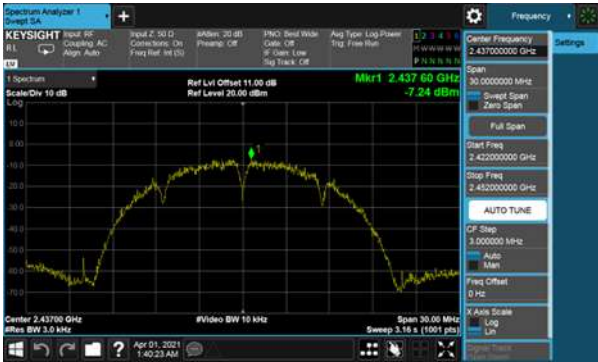 Spectrum Analyzer 1
Swept SA
+
Frequency
KEYSIGHT
Input: RF
Input Z: 50 Ω
#Atten: 20 dB
PNO: Best Wide
Avg Type: Log-Power
1 2 3 4 5 6
RL
Coupling: AC
Corrections: On
Preamp: Off
Gate: Off
Trig: Free Run
Align: Auto
Freq Ref: Int (S)
IF Gain: Low
Sig Track: Off
P N N N N N
1 Spectrum
Scale/Div 10 dB
Ref Lvl Offset 11.00 dB
Ref Level 20.00 dBm
Mkr1 2.437 60 GHz
-7.24 dBm
Log
10.0
0.00
-10.0
-20.0
-30.0
-40.0
-50.0
-60.0
-70.0
1
Center 2.43700 GHz
#Video BW 10 kHz
Span 30.00 MHz
#Res BW 3.0 kHz
Sweep 3.16 s (1001 pts)
Center Frequency
2.437000000 GHz
Settings
Span
30.0000000 MHz
Swept Span
Zero Span
Full Span
Start Freq
2.422000000 GHz
Stop Freq
2.452000000 GHz
AUTO TUNE
CF Step
3.000000 MHz
Auto
Man
Freq Offset
0 Hz
X Axis Scale
Log
Lin
Signal Track
?
Apr 01, 2021
1:40:23 AM